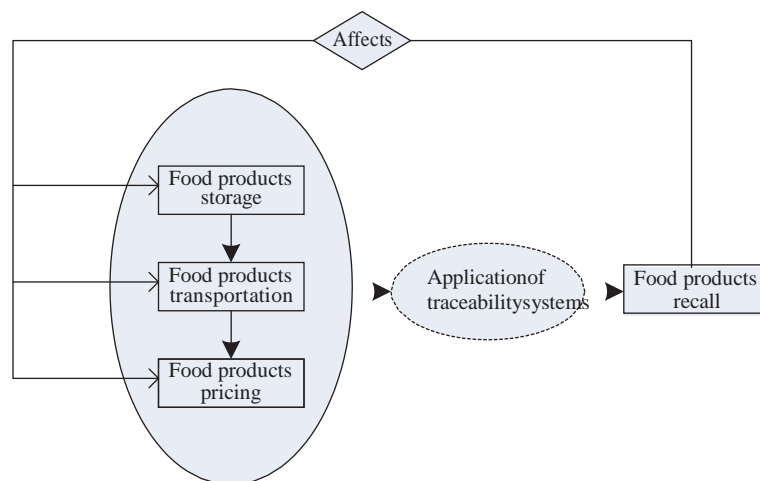 Affects
Food products
storage
Food products
transportation
Food products
pricing
Applicationof
traceabilitysystems
Food products
recall